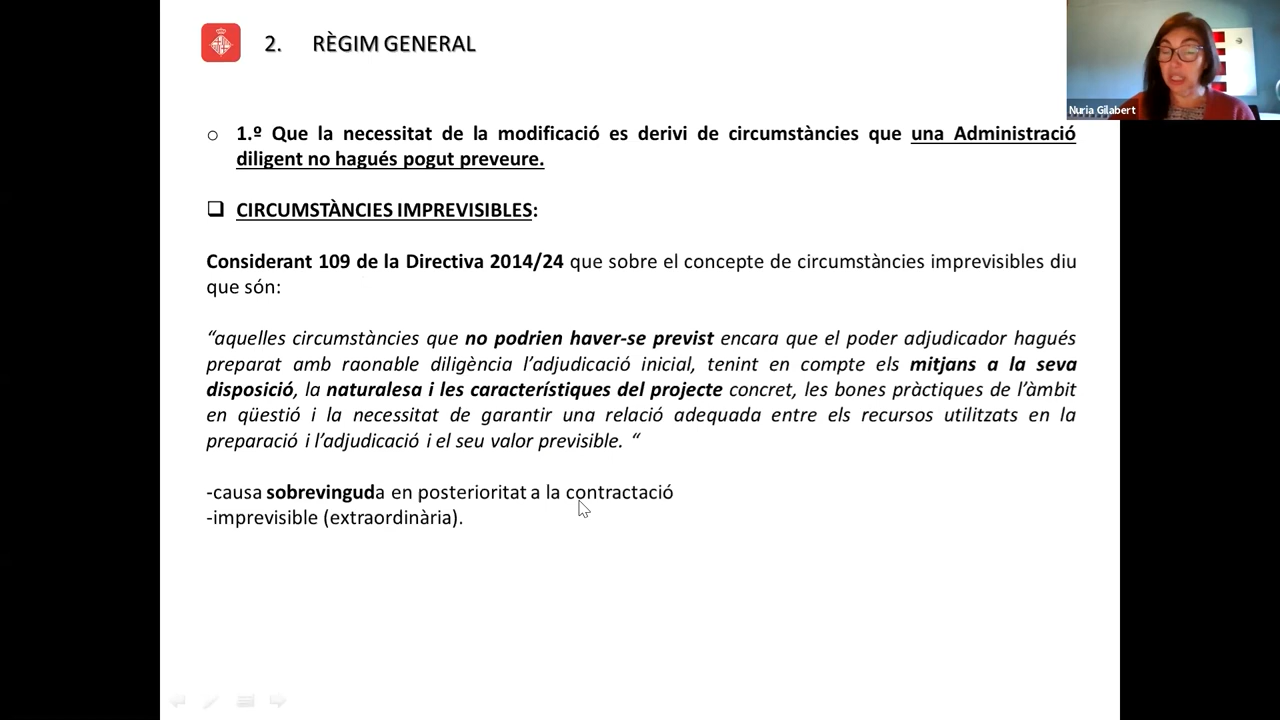 2. RÈGIM GENERAL
Nuria Gilabert
o 1.º Que la necessitat de la modificació es derivi de circumstàncies que una Administració
diligent no hagués pogut preveure.
❑ CIRCUMSTÀNCIES IMPREVISIBLES:
Considerant 109 de la Directiva 2014/24 que sobre el concepte de circumstàncies imprevisibles diu
que són:
“aquelles circumstàncies que no podrien haver-se previst encara que el poder adjudicador hagués
preparat amb raonable diligència l’adjudicació inicial, tenint en compte els mitjans a la seva
disposició, la naturalesa i les característiques del projecte concret, les bones pràctiques de l’àmbit
en qüestió i la necessitat de garantir una relació adequada entre els recursos utilitzats en la
preparació i l’adjudicació i el seu valor previsible. “
-causa sobrevinguda en posterioritat a la contractació
-imprevisible (extraordinària).